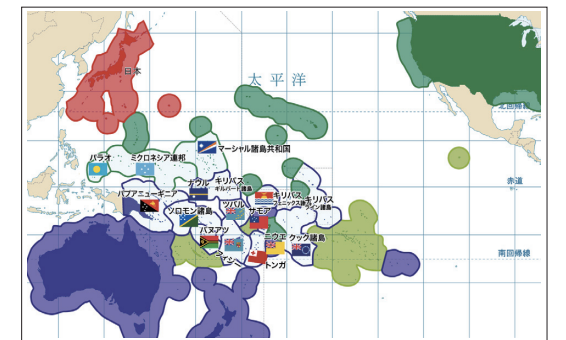 日本
太平洋
北回帰線
マーシャル諸島共和国
パラオ
ミクロネシア連邦
ナウル
キリバス
ギルバート諸島
キリバス
フェニックス諸島
キリバス
ライン諸島
赤道
パプアニューギニア
ソロモン諸島
ツバル
サモア
バヌアツ
ニウエ
クック諸島
南回帰線
トンガ